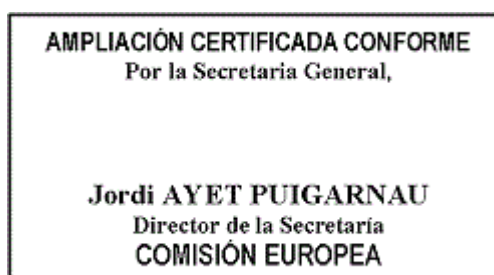 AMPLIACIÓN CERTIFICADA CONFORME
Por la Secretaria General,
Jordi AYET PUIGARNAU
Director de la Secretaría
COMISIÓN EUROPEA